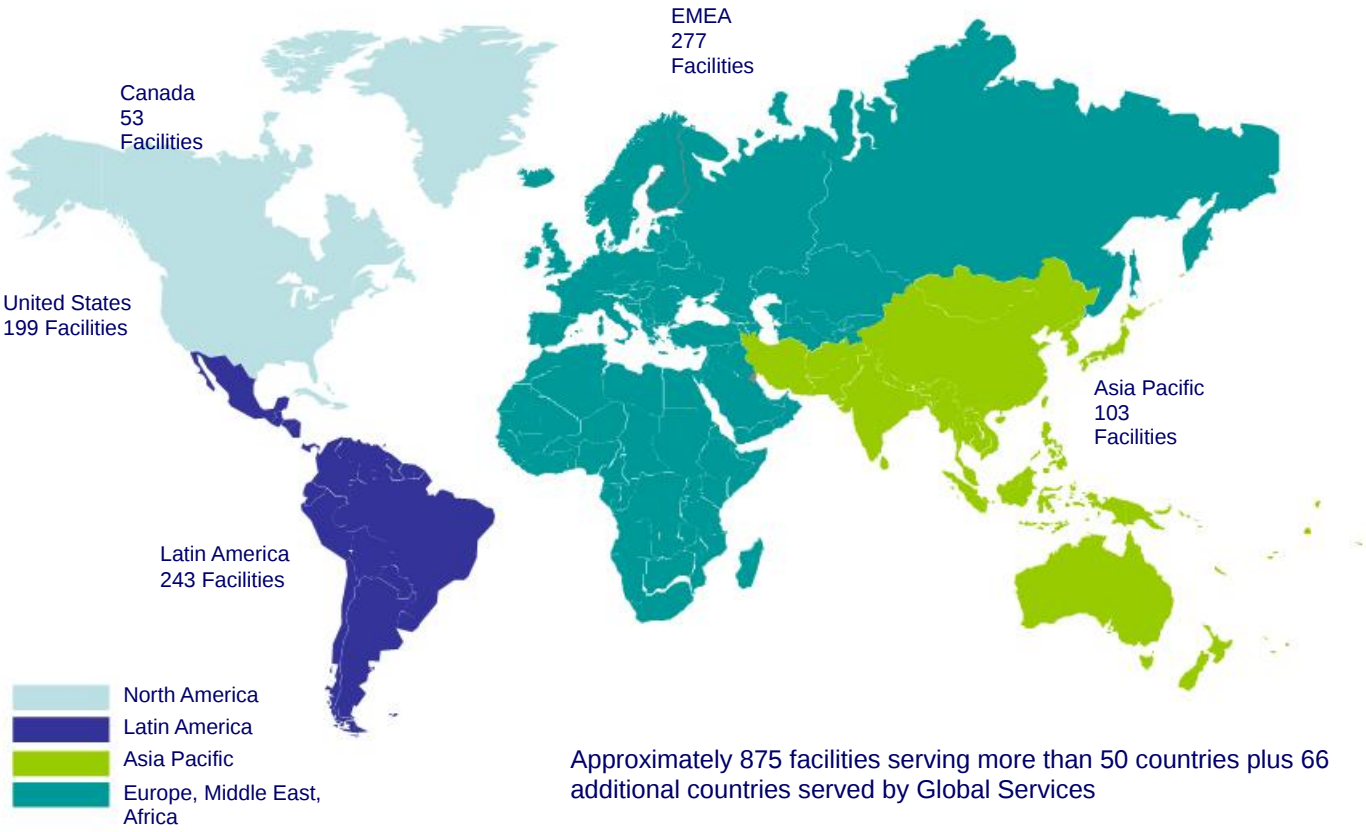 EMEA
277
Facilities
Canada
53
Facilities
United States
199 Facilities
Asia Pacific
103
Facilities
Latin America
243 Facilities
North America
Latin America
Asia Pacific
Europe, Middle East,
Africa
Approximately 875 facilities serving more than 50 countries plus 66
additional countries served by Global Services